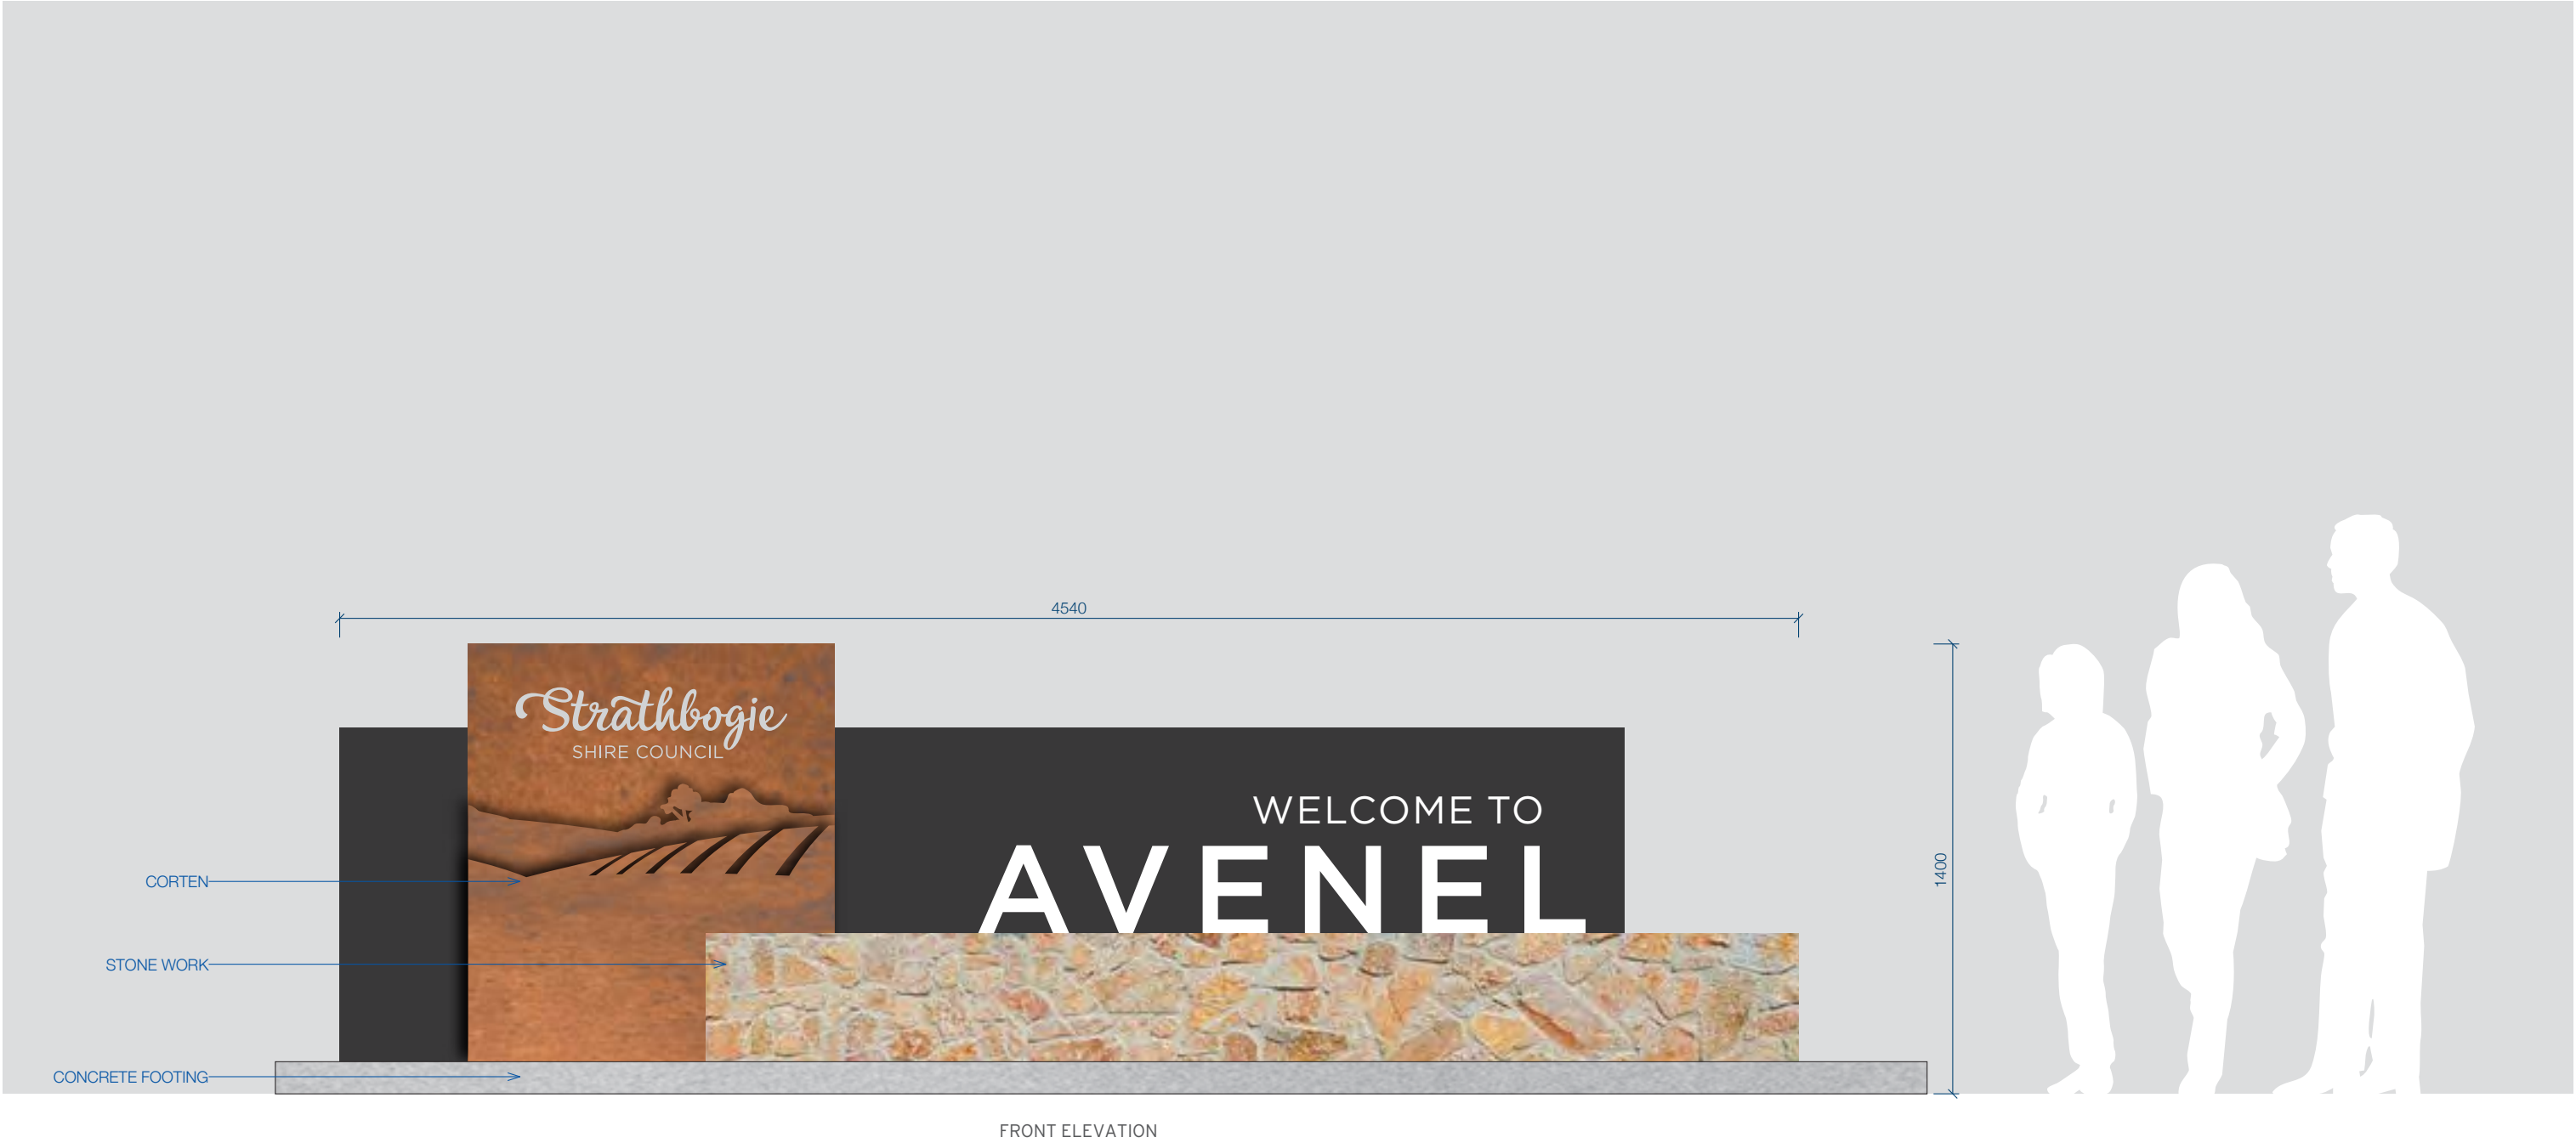 4540
Strathbogie
SHIRE COUNCIL
WELCOME TO
AVENEL
1400
CORTEN
STONE WORK
CONCRETE FOOTING
FRONT ELEVATION